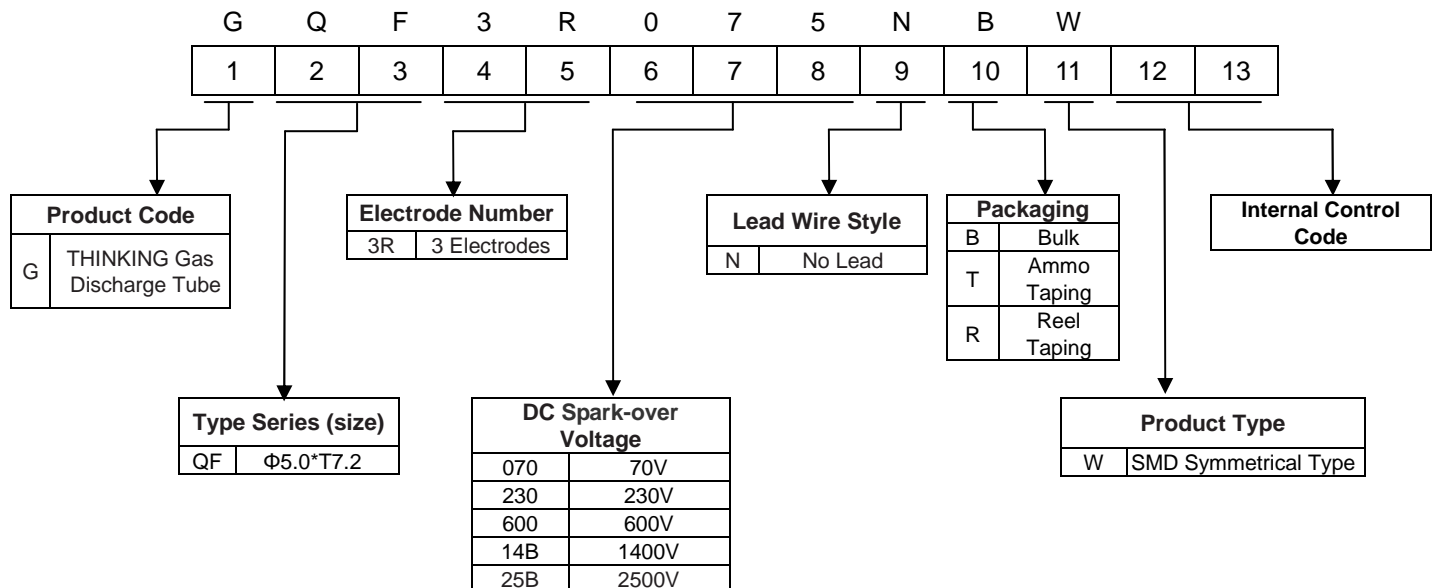 G Q F 3 R 0 7 5 N B W
1 2 3 4 5 6 7 8 9 10 11 12 13
Product Code
G THINKING Gas
Discharge Tube
Electrode Number
3R 3 Electrodes
Lead Wire Style
N No Lead
Packaging
B Bulk
T Ammo
Taping
R Reel
Taping
Internal Control
Code
Type Series (size)
QF Φ5.0*T7.2
DC Spark-over
Voltage
070 70V
230 230V
600 600V
14B 1400V
25B 2500V
Product Type
W SMD Symmetrical Type